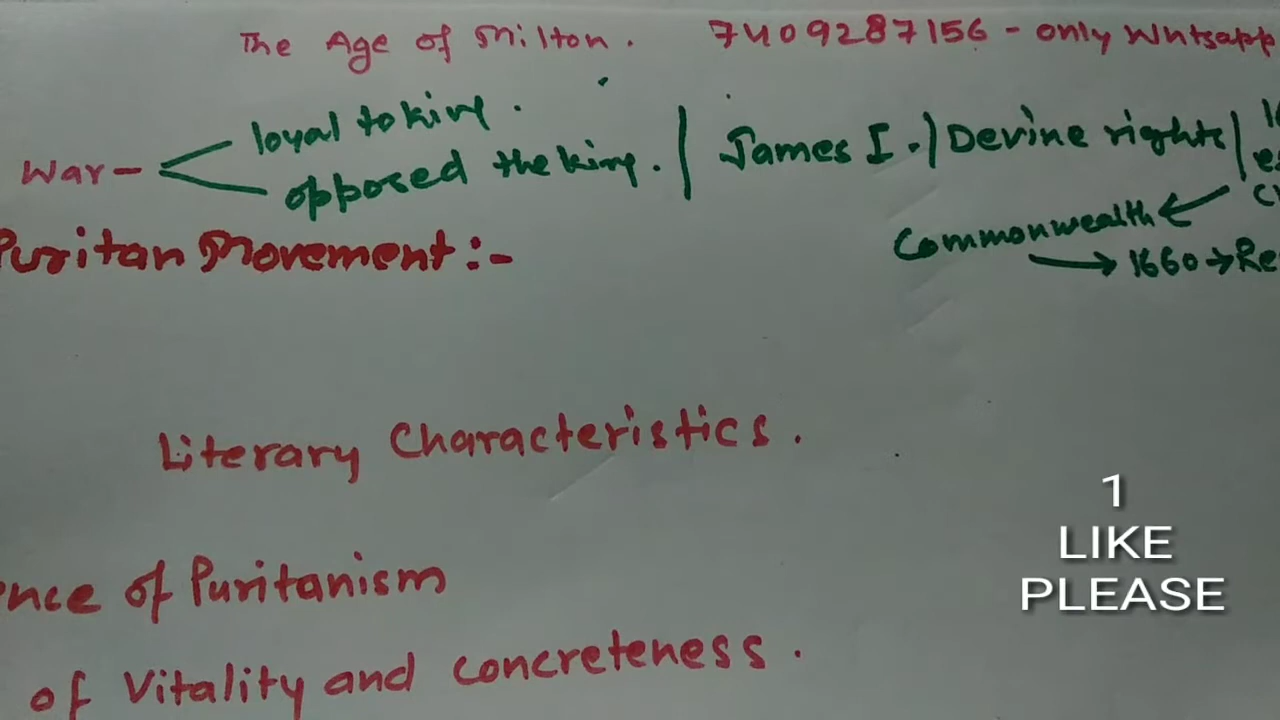 The Age of Milton. 7409287156 - only Whtsapp
loyal to king.
War - opposed the king. | James I. | Devine rights |
Commonwealth
Puritan Movement :-
→ 1660 → Re
Literary Characteristics.
nce of Puritanism
of Vitality and concreteness.
1
LIKE
PLEASE